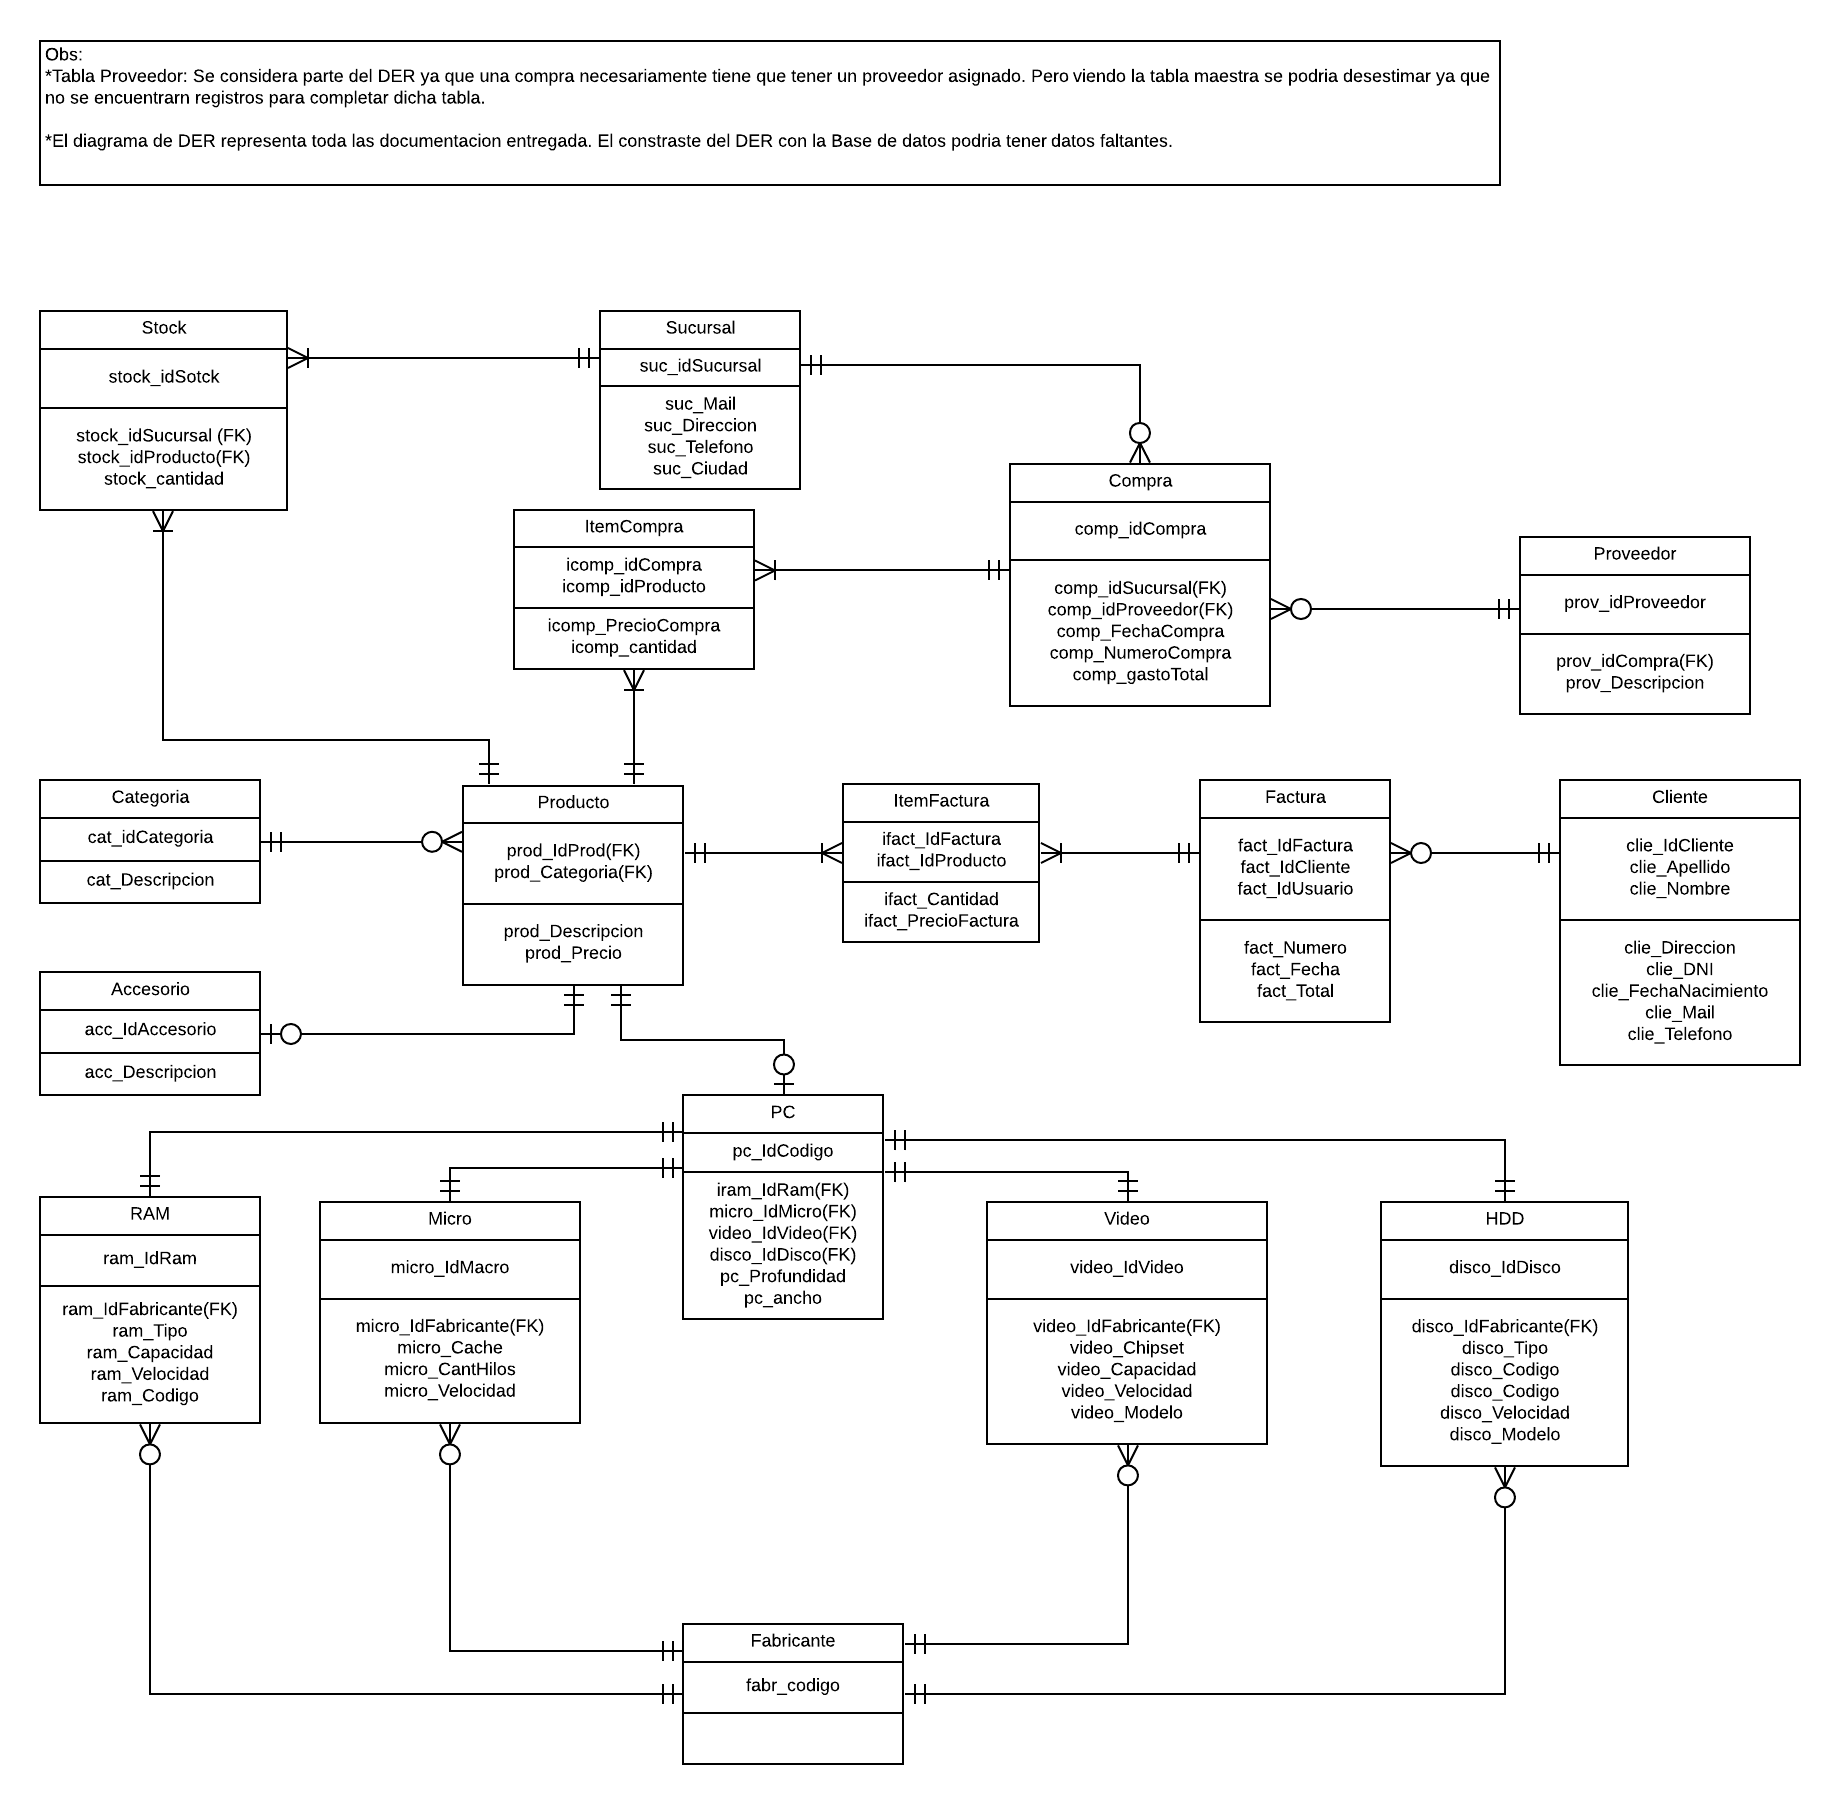 Obs:
*Tabla Proveedor: Se considera parte del DER ya que una compra necesariamente tiene que tener un proveedor asignado. Pero viendo la tabla maestra se podria desestimar ya que
no se encuentrarn registros para completar dicha tabla.
*El diagrama de DER representa toda las documentacion entregada. El constraste del DER con la Base de datos podria tener datos faltantes.
Stock
stock_idSotck
stock_idSucursal (FK)
stock_idProducto(FK)
stock_cantidad
Sucursal
suc_idSucursal
suc_Mail
suc_Direccion
suc_Telefono
suc_Ciudad
ItemCompra
icomp_idCompra
icomp_idProducto
icomp_PrecioCompra
icomp_cantidad
Compra
comp_idCompra
comp_idSucursal(FK)
comp_idProveedor(FK)
comp_FechaCompra
comp_NumeroCompra
comp_gastoTotal
Proveedor
prov_idProveedor
prov_idCompra(FK)
prov_Descripcion
Categoria
cat_idCategoria
cat_Descripcion
Producto
prod_IdProd(FK)
prod_Categoria(FK)
prod_Descripcion
prod_Precio
ItemFactura
ifact_IdFactura
ifact_IdProducto
ifact_Cantidad
ifact_PrecioFactura
Factura
fact_IdFactura
fact_IdCliente
fact_IdUsuario
fact_Numero
fact_Fecha
fact_Total
Cliente
clie_IdCliente
clie_Apellido
clie_Nombre
clie_Direccion
clie_DNI
clie_FechaNacimiento
clie_Mail
clie_Telefono
Accesorio
acc_IdAccesorio
acc_Descripcion
PC
pc_IdCodigo
iram_IdRam(FK)
micro_IdMicro(FK)
video_IdVideo(FK)
disco_IdDisco(FK)
pc_Profundidad
pc_ancho
RAM
ram_IdRam
ram_IdFabricante(FK)
ram_Tipo
ram_Capacidad
ram_Velocidad
ram_Codigo
Micro
micro_IdMacro
micro_IdFabricante(FK)
micro_Cache
micro_CantHilos
micro_Velocidad
Video
video_IdVideo
video_IdFabricante(FK)
video_Chipset
video_Capacidad
video_Velocidad
video_Modelo
HDD
disco_IdDisco
disco_IdFabricante(FK)
disco_Tipo
disco_Codigo
disco_Codigo
disco_Velocidad
disco_Modelo
Fabricante
fabr_codigo